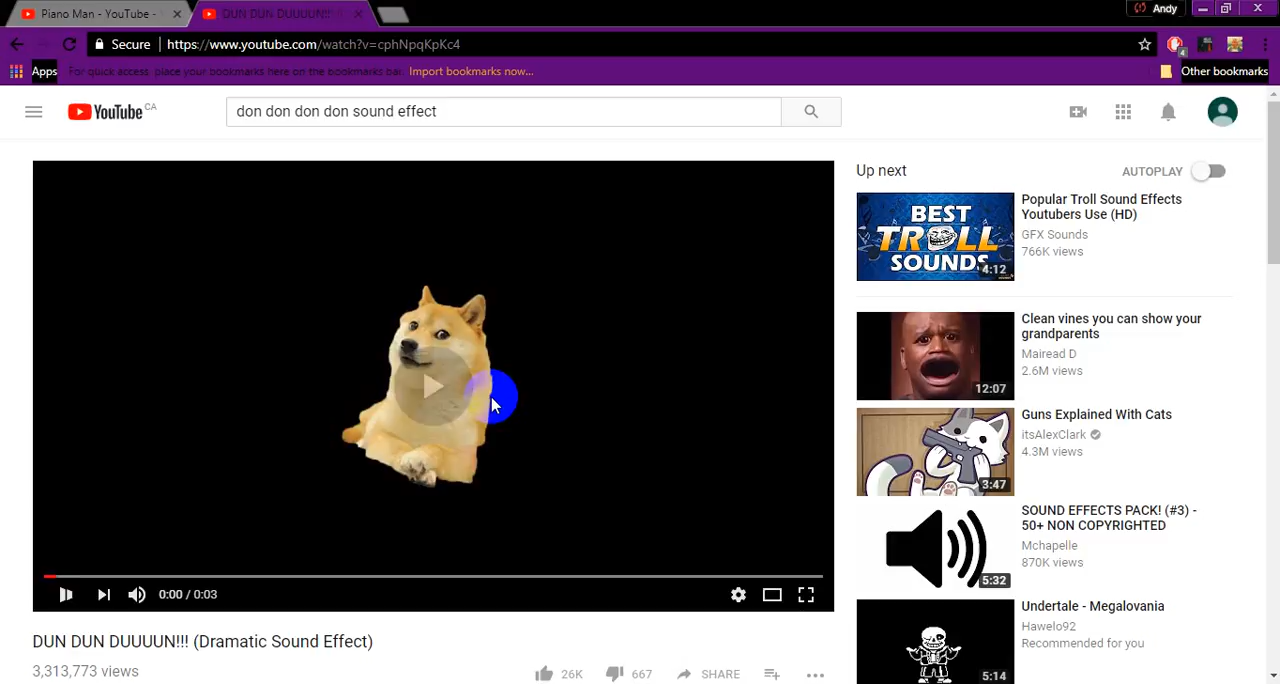 Piano Man - YouTube -
DUN DUN DUUUUN!!!
Andy
Secure
https://www.youtube.com/watch?v=cphNpqKpKc4
4
Apps
For quick access, place your bookmarks here on the bookmarks bar.
Import bookmarks now...
Other bookmarks
YouTube CA
don don don don sound effect
Up next
AUTOPLAY
BEST
TROLL
SOUNDS
4:12
Popular Troll Sound Effects
Youtubers Use (HD)
GFX Sounds
766K views
12:07
Clean vines you can show your
grandparents
Mairead D
2.6M views
3:47
Guns Explained With Cats
itsAlexClark
4.3M views
5:32
SOUND EFFECTS PACK! (#3) -
50+ NON COPYRIGHTED
Mchapelle
870K views
5:14
Undertale - Megalovania
Hawelo92
Recommended for you
0:00 / 0:03
DUN DUN DUUUUN!!! (Dramatic Sound Effect)
3,313,773 views
26K
667
SHARE